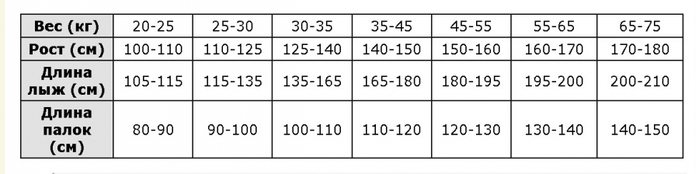 Вес (кг) 20-25 25-30 30-35 35-45 45-55 55-65 65-75
Рост (см) 100-110 110-125 125-140 140-150 150-160 160-170 170-180
Длина
лыж (см) 105-115 115-135 135-165 165-180 180-195 195-200 200-210
Длина
палок
(см) 80-90 90-100 100-110 110-120 120-130 130-140 140-150